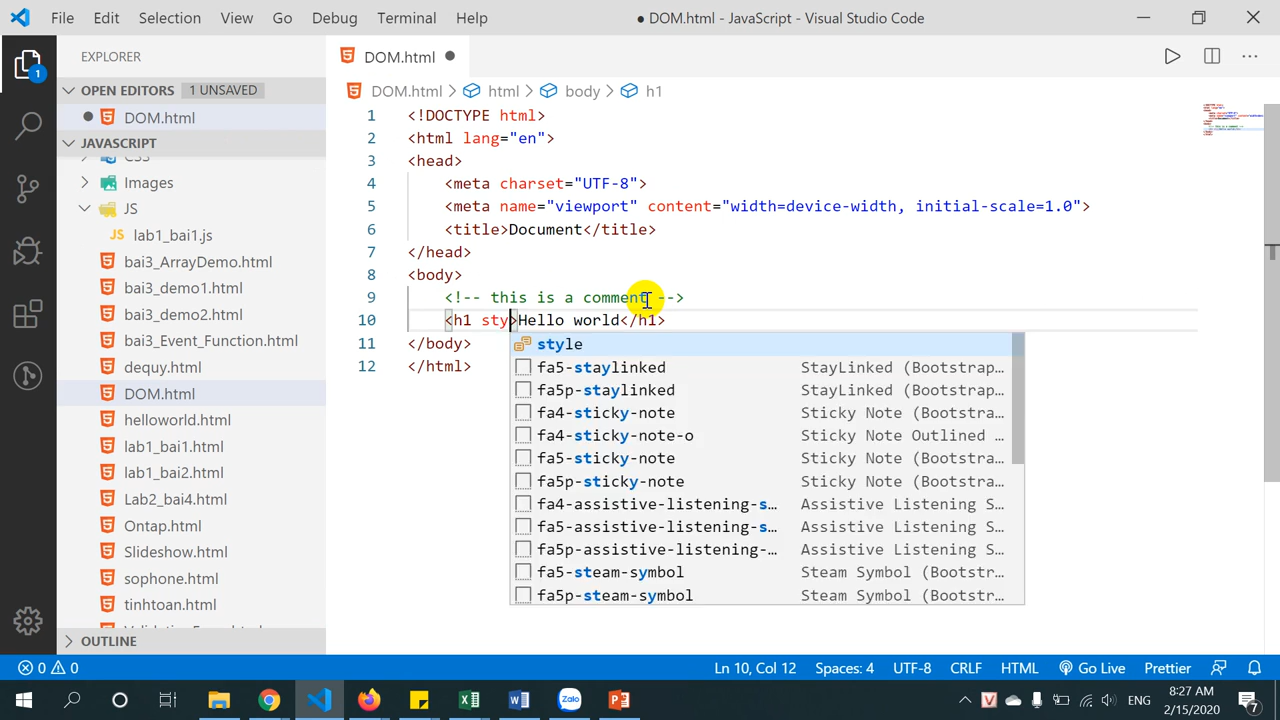 File Edit Selection View Go Debug Terminal Help
● DOM.html - JavaScript - Visual Studio Code
EXPLORER
OPEN EDITORS 1 UNSAVED
● DOM.html
JAVASCRIPT
CSS
Images
JS
JS lab1_bai1.js
bai3_ArrayDemo.html
bai3_demo1.html
bai3_demo2.html
bai3_Event_Function.html
dequy.html
DOM.html
helloworld.html
lab1_bai1.html
lab1_bai2.html
Lab2_bai4.html
Ontap.html
Slideshow.html
sophone.html
tinhtoan.html
OUTLINE
1
DOM.html ●
DOM.html > html > body > h1
1 <!DOCTYPE html>
2 <html lang="en">
3 <head>
4 <meta charset="UTF-8">
5 <meta name="viewport" content="width=device-width, initial-scale=1.0">
6 <title>Document</title>
7 </head>
8 <body>
9 <!-- this is a comment -->
10 <h1 sty>Hello world</h1>
11 </body>
12 </html>
style
fa5-staylinked StayLinked (Bootstrap…
fa5p-staylinked StayLinked (Bootstrap…
fa4-sticky-note Sticky Note (Bootstra…
fa4-sticky-note-o Sticky Note Outlined …
fa5-sticky-note Sticky Note (Bootstra…
fa5p-sticky-note Sticky Note (Bootstra…
fa4-assistive-listening-s… Assistive Listening S…
fa5-assistive-listening-s… Assistive Listening S…
fa5p-assistive-listening-… Assistive Listening S…
fa5-steam-symbol Steam Symbol (Bootstr…
fa5p-steam-symbol Steam Symbol (Bootstr…
0 0 Ln 10, Col 12 Spaces: 4 UTF-8 CRLF HTML Go Live Prettier
Zalo
ENG
8:27 AM
2/15/2020
7